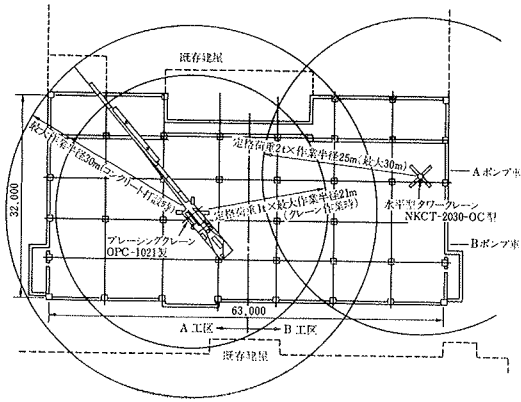 既存建屋
定格荷重2t×作業半径25m(最大30m)
最大作業半径30m(コンクリート打設時)
Aポンプ車
32,000
定格荷重1t×最大作業半径21m
(クレーン作業時)
水平型タワークレーン
NKCT-2030-OC型
プレーシングクレーン
OPC-1021製
Bポンプ車
63,000
A工区
B工区
既存建屋